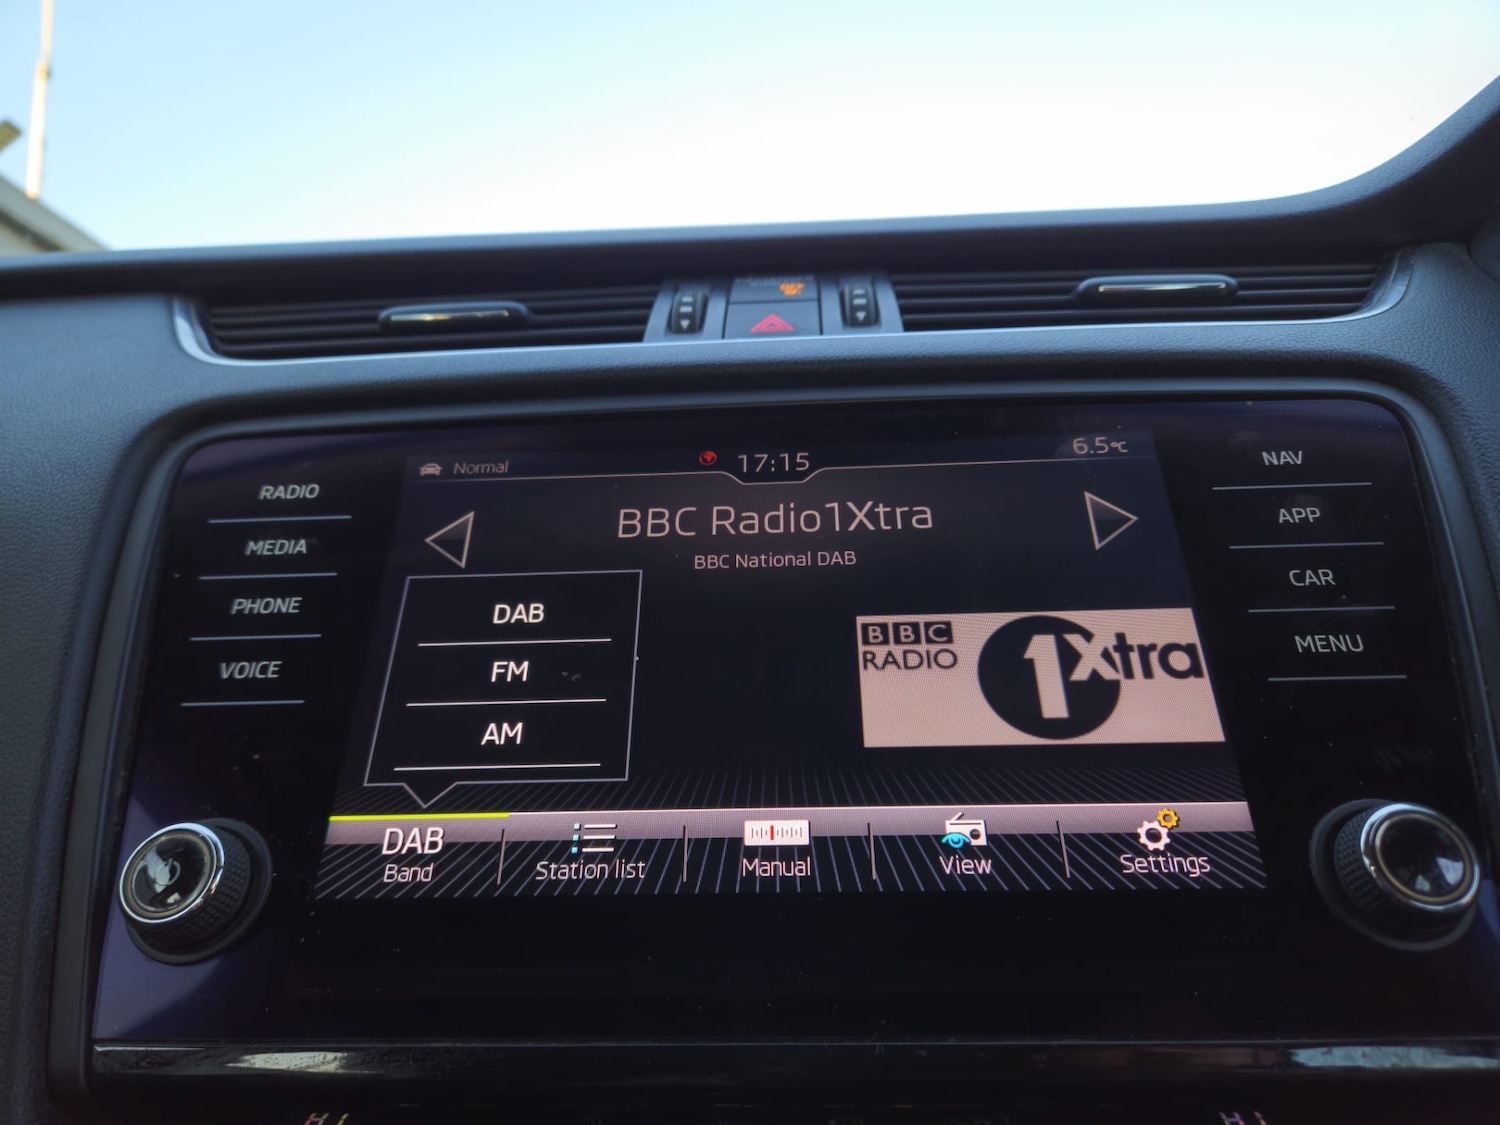 Normal
17:15
6.5°C
BBC Radio1Xtra
BBC National DAB
RADIO
MEDIA
PHONE
VOICE
DAB
FM
AM
BBC
RADIO
1Xtra
NAV
APP
CAR
MENU
DAB
Band
Station list
Manual
View
Settings